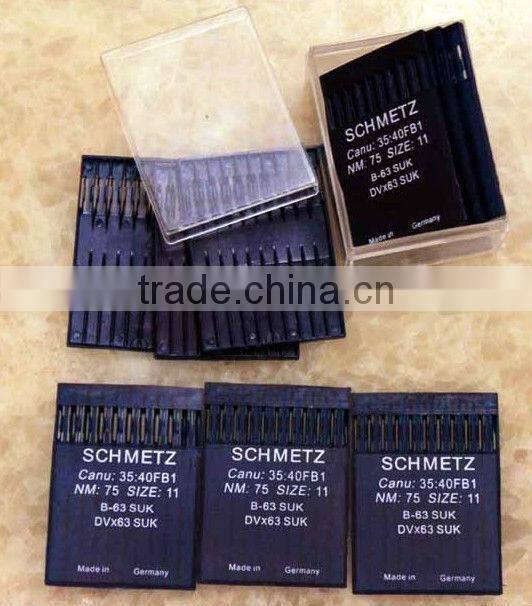 SCHMETZ
Canu: 35:40FB1
NM: 75 SIZE: 11
B-63 SUK
DVx63 SUK
Made in Germany
trade.china.cn
SCHMETZ
Canu: 35:40FB1
NM: 75 SIZE: 11
B-63 SUK
DVx63 SUK
Made in Germany
SCHMETZ
Canu: 35:40FB1
NM: 75 SIZE: 11
B-63 SUK
DVx63 SUK
Made in Germany
SCHMETZ
Canu: 35:40FB1
NM: 75 SIZE: 11
B-63 SUK
DVx63 SUK
Made in Germany